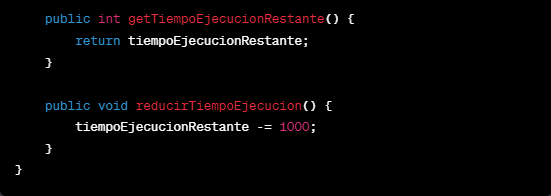 public int getTiempoEjecucionRestante() {
return tiempoEjecucionRestante;
}
public void reducirTiempoEjecucion() {
tiempoEjecucionRestante -= 1000;
}
}